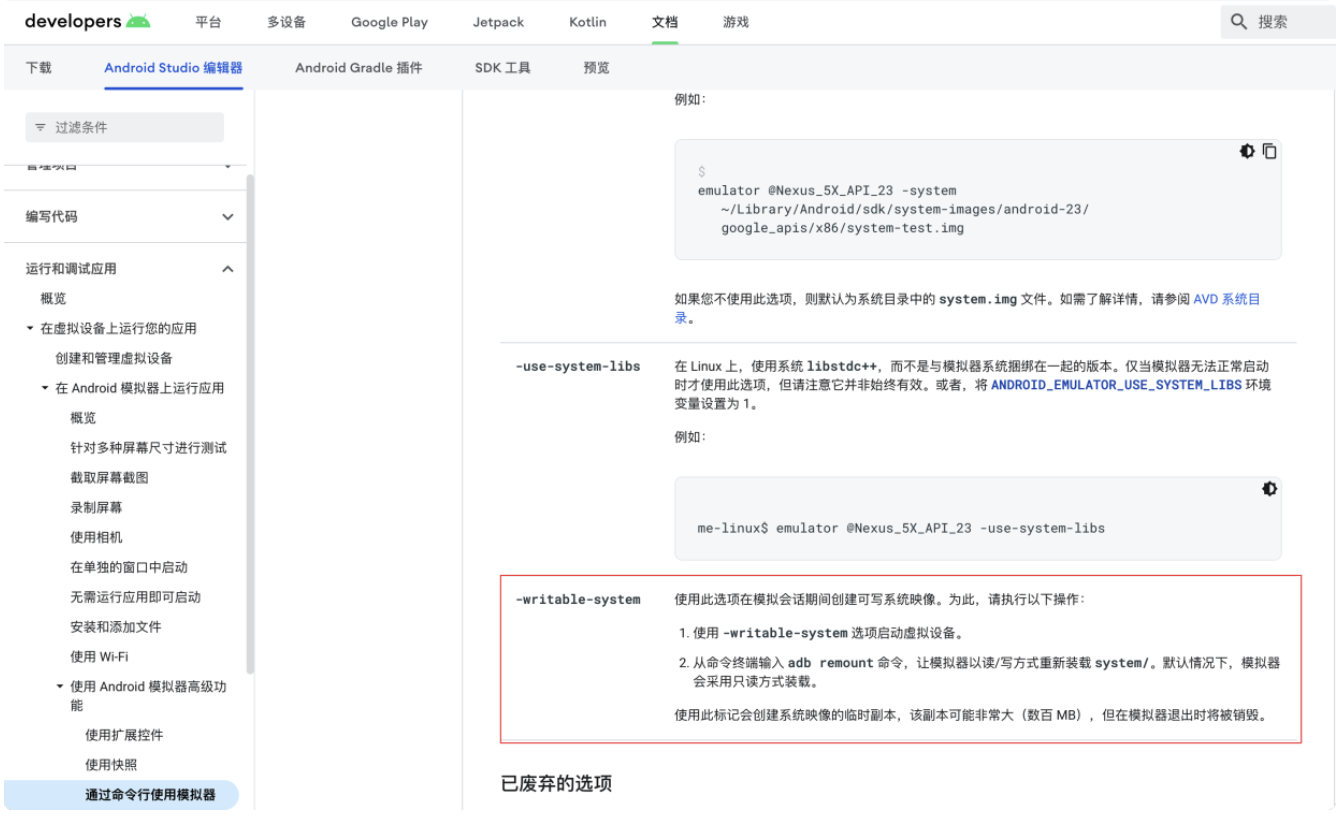 developers 平台 多设备 Google Play Jetpack Kotlin 文档 游戏 搜索
下载 Android Studio 编辑器 Android Gradle 插件 SDK 工具 预览
过滤条件
管理项目
编写代码
运行和调试应用
概览
在虚拟设备上运行您的应用
创建和管理虚拟设备
在 Android 模拟器上运行应用
概览
针对多种屏幕尺寸进行测试
截取屏幕截图
录制屏幕
使用相机
在单独的窗口中启动
无需运行应用即可启动
安装和添加文件
使用 Wi-Fi
使用 Android 模拟器高级功
能
使用扩展控件
使用快照
通过命令行使用模拟器
例如：
$
emulator @Nexus_5X_API_23 -system
~/Library/Android/sdk/system-images/android-23/
google_apis/x86/system-test.img
如果您不使用此选项，则默认为系统目录中的 system.img 文件。如需了解详情，请参阅 AVD 系统目
录。
-use-system-libs
在 Linux 上，使用系统 libstdc++，而不是与模拟器系统捆绑在一起的版本。仅当模拟器无法正常启动
时才使用此选项，但请注意它并非始终有效。或者，将 ANDROID_EMULATOR_USE_SYSTEM_LIBS 环境
变量设置为 1。
例如：
me-linux$ emulator @Nexus_5X_API_23 -use-system-libs
-writable-system
使用此选项在模拟会话期间创建可写系统映像。为此，请执行以下操作：
1. 使用 -writable-system 选项启动虚拟设备。
2. 从命令终端输入 adb remount 命令，让模拟器以读/写方式重新装载 system/。默认情况下，模拟器
会采用只读方式装载。
使用此标记会创建系统映像的临时副本，该副本可能非常大（数百 MB），但在模拟器退出时将被销毁。
已废弃的选项